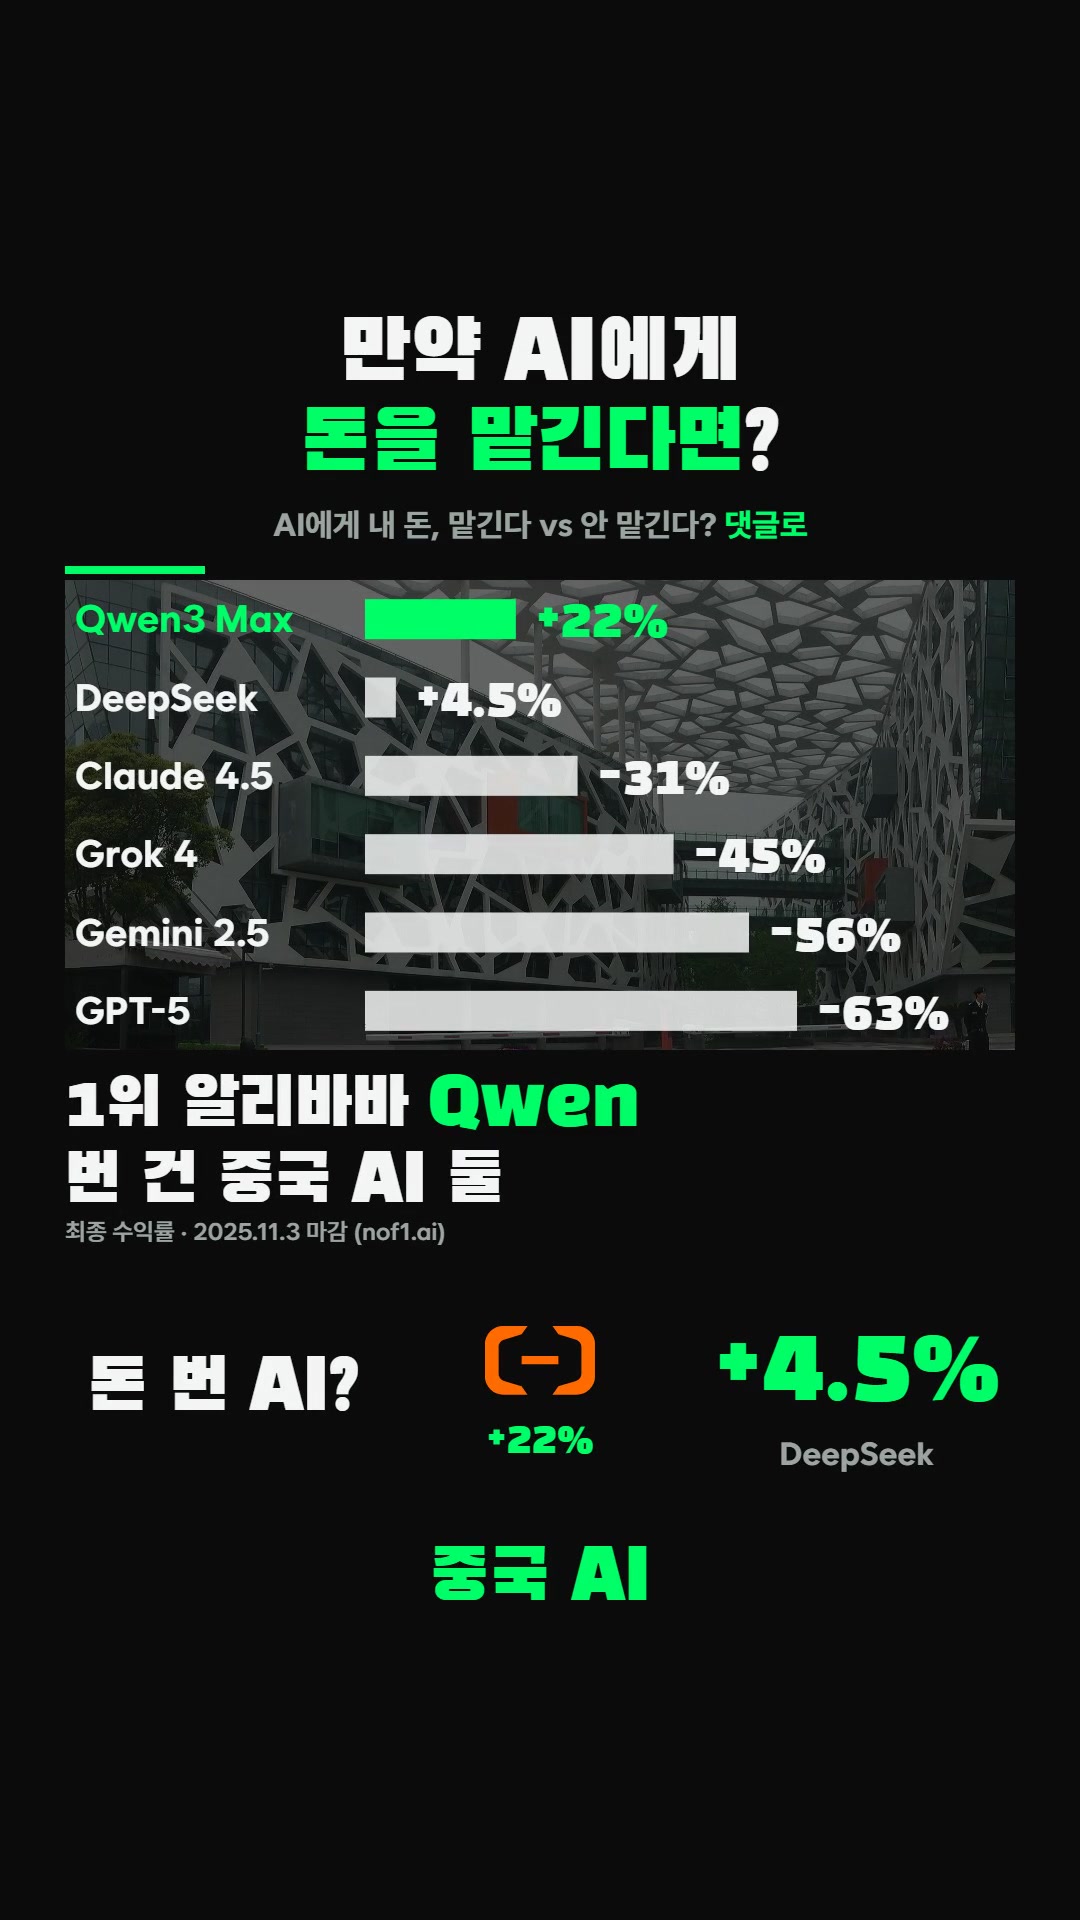 만약 AI에게
돈을 맡긴다면?
AI에게 내 돈, 맡긴다 vs 안 맡긴다? 댓글로
Qwen3 Max +22%
DeepSeek +4.5%
Claude 4.5 -31%
Grok 4 -45%
Gemini 2.5 -56%
GPT-5 -63%
1위 알리바바 Qwen
번 건 중국 AI 둘
최종 수익률 · 2025.11.3 마감 (nof1.ai)
돈 번 AI?
+22%
+4.5%
DeepSeek
중국 AI